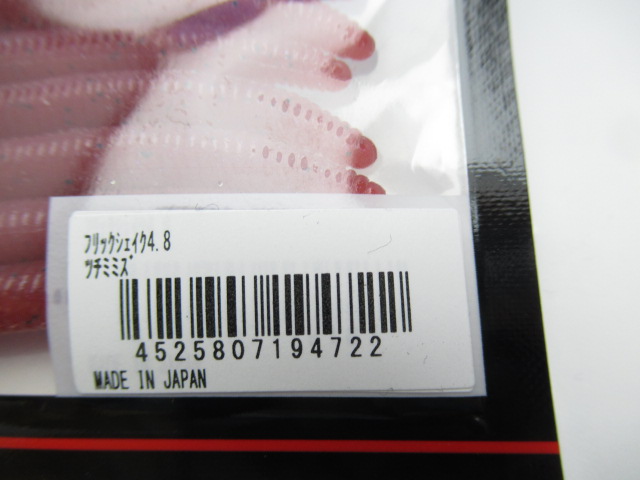 ﾌﾘｯｸｼｪｲｸ4.8
ﾂﾁﾐﾐｽﾞ
4525807194722
MADE IN JAPAN